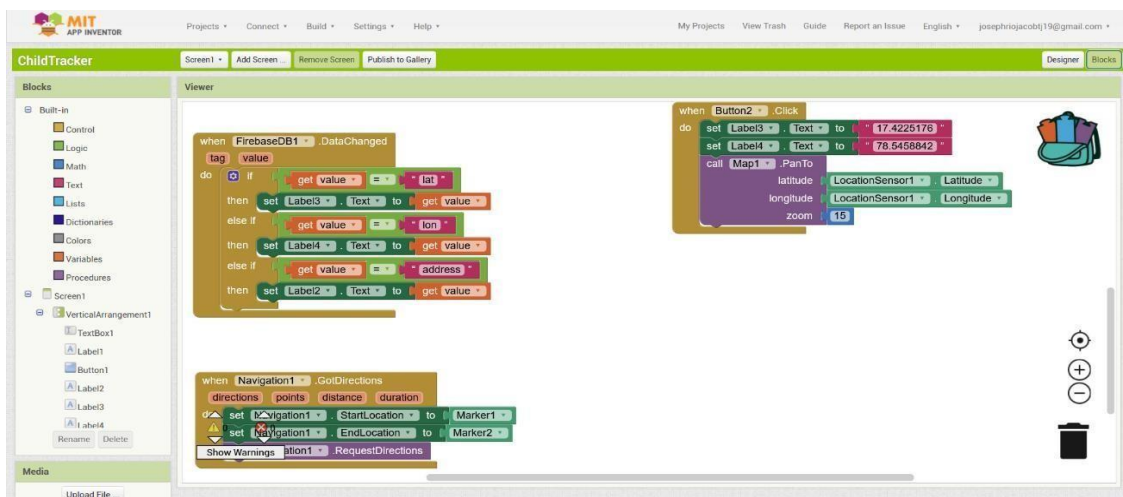 MIT
APP INVENTOR
Projects Connect Build Settings Help
My Projects View Trash Guide Report an Issue English josephriojacobtj19@gmail.com
ChildTracker
Screen1 Add Screen ... Remove Screen Publish to Gallery
Designer Blocks
Blocks
Built-in
Control
Logic
Math
Text
Lists
Dictionaries
Colors
Variables
Procedures
Screen1
VerticalArrangement1
TextBox1
Label1
Button1
Label2
Label3
Label4
Rename Delete
Media
Upload File
Viewer
when FirebaseDB1 .DataChanged
tag value
do if get value = " lat "
then set Label3 . Text to get value
else if get value = " lon "
then set Label4 . Text to get value
else if get value = " address "
then set Label2 . Text to get value
when Button2 .Click
do set Label3 . Text to " 17.4225176 "
set Label4 . Text to " 78.5458842 "
call Map1 .PanTo
latitude LocationSensor1 . Latitude
longitude LocationSensor1 . Longitude
zoom 15
when Navigation1 .GotDirections
directions points distance duration
do set Navigation1 . StartLocation to Marker1
set Navigation1 . EndLocation to Marker2
ation1 .RequestDirections
0 0
Show Warnings